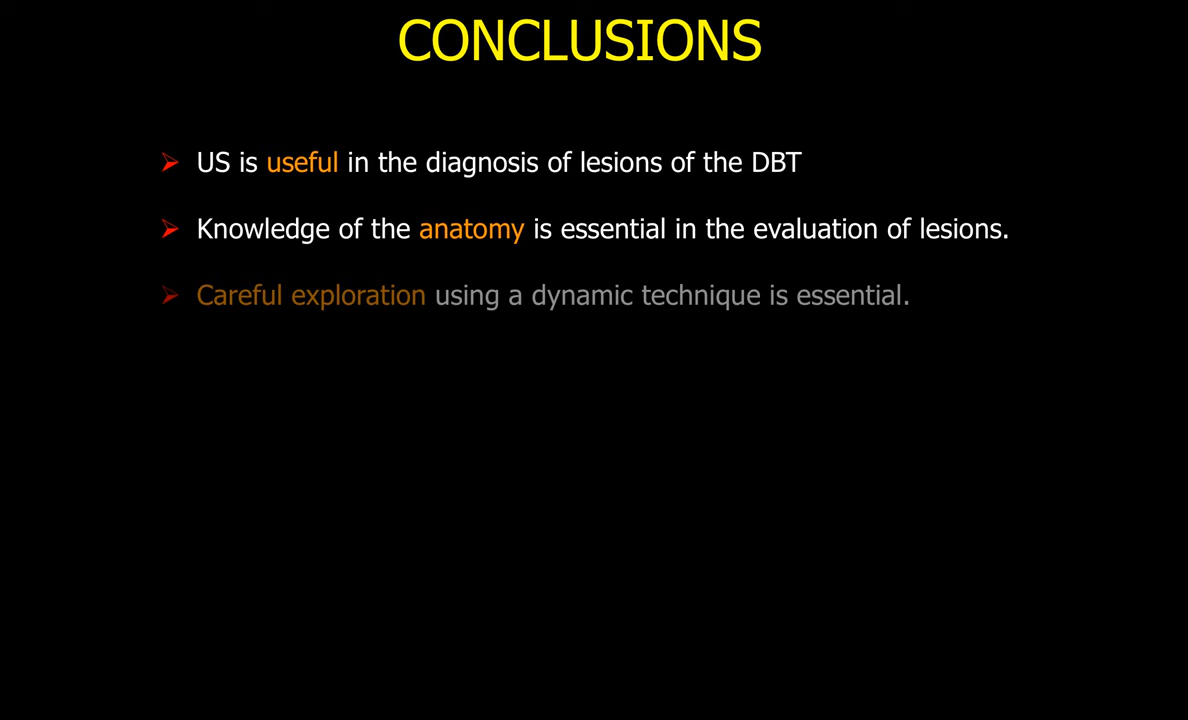 CONCLUSIONS
US is useful in the diagnosis of lesions of the DBT
Knowledge of the anatomy is essential in the evaluation of lesions.
Careful exploration using a dynamic technique is essential.